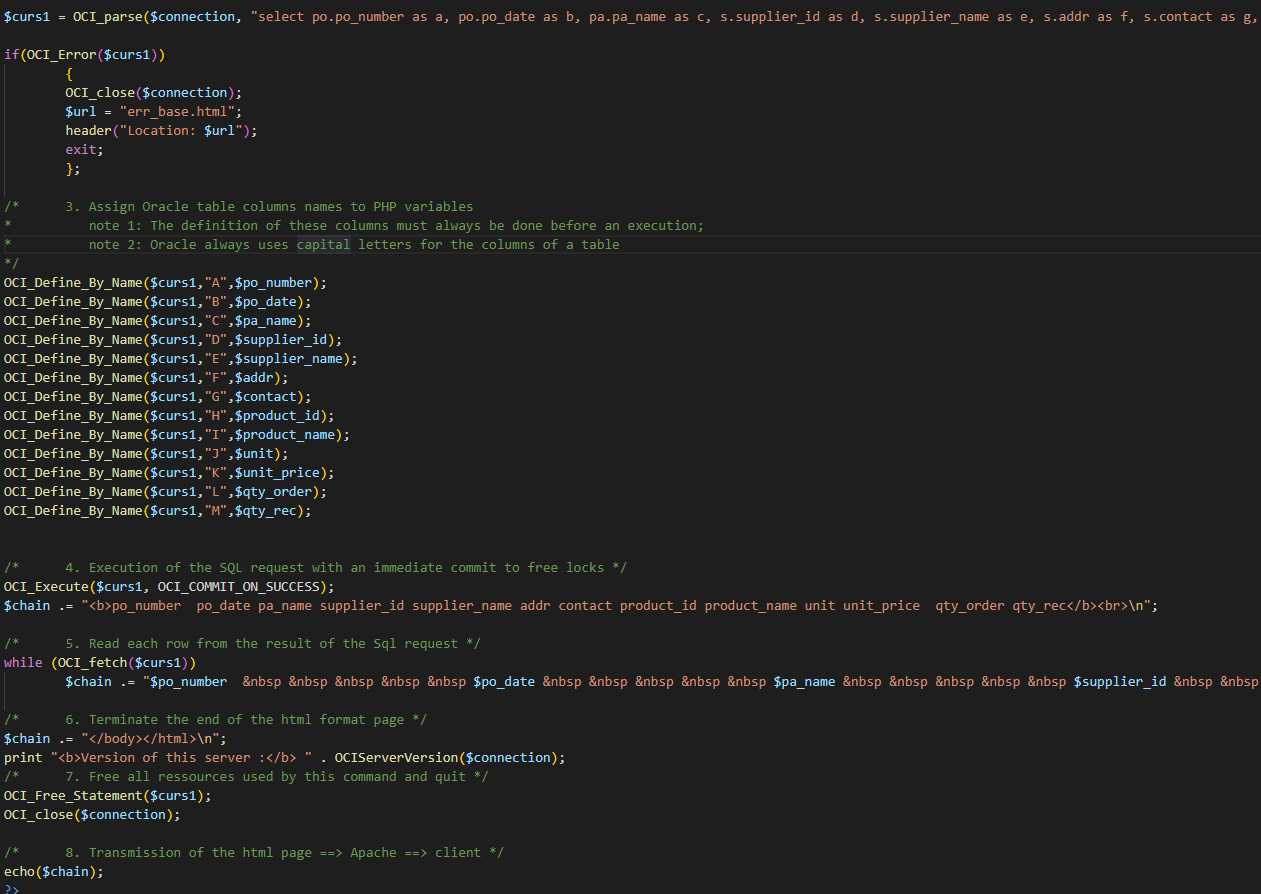 $curs1 = OCI_parse($connection, "select po.po_number as a, po.po_date as b, pa.pa_name as c, s.supplier_id as d, s.supplier_name as e, s.addr as f, s.contact as g,
if(OCI_Error($curs1))
{
OCI_close($connection);
$url = "err_base.html";
header("Location: $url");
exit;
};
/* 3. Assign Oracle table columns names to PHP variables
* note 1: The definition of these columns must always be done before an execution;
* note 2: Oracle always uses capital letters for the columns of a table
*/
OCI_Define_By_Name($curs1,"A",$po_number);
OCI_Define_By_Name($curs1,"B",$po_date);
OCI_Define_By_Name($curs1,"C",$pa_name);
OCI_Define_By_Name($curs1,"D",$supplier_id);
OCI_Define_By_Name($curs1,"E",$supplier_name);
OCI_Define_By_Name($curs1,"F",$addr);
OCI_Define_By_Name($curs1,"G",$contact);
OCI_Define_By_Name($curs1,"H",$product_id);
OCI_Define_By_Name($curs1,"I",$product_name);
OCI_Define_By_Name($curs1,"J",$unit);
OCI_Define_By_Name($curs1,"K",$unit_price);
OCI_Define_By_Name($curs1,"L",$qty_order);
OCI_Define_By_Name($curs1,"M",$qty_rec);
/* 4. Execution of the SQL request with an immediate commit to free locks */
OCI_Execute($curs1, OCI_COMMIT_ON_SUCCESS);
$chain .= "<b>po_number  po_date pa_name supplier_id supplier_name addr contact product_id product_name unit unit_price  qty_order qty_rec</b><br>\n";
/* 5. Read each row from the result of the Sql request */
while (OCI_fetch($curs1))
$chain .= "$po_number  &nbsp &nbsp &nbsp &nbsp &nbsp $po_date &nbsp &nbsp &nbsp &nbsp &nbsp $pa_name &nbsp &nbsp &nbsp &nbsp &nbsp $supplier_id &nbsp &nbsp
/* 6. Terminate the end of the html format page */
$chain .= "</body></html>\n";
print "<b>Version of this server :</b> " . OCIServerVersion($connection);
/* 7. Free all ressources used by this command and quit */
OCI_Free_Statement($curs1);
OCI_close($connection);
/* 8. Transmission of the html page ==> Apache ==> client */
echo($chain);
?>